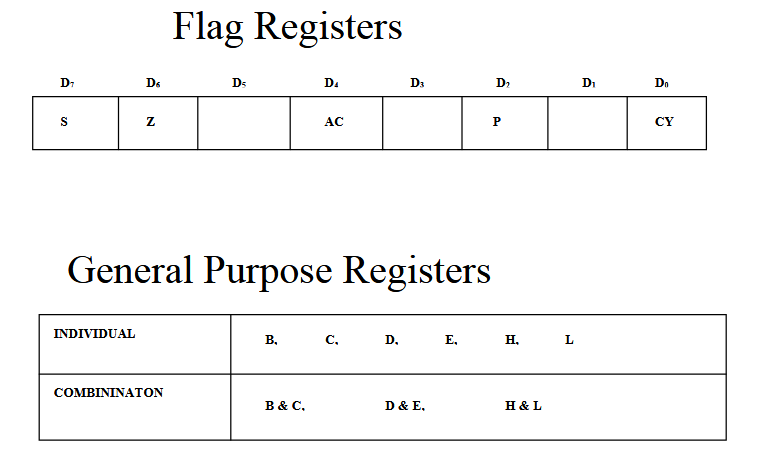 Flag Registers
D₇ D₆ D₅ D₄ D₃ D₂ D₁ D₀
S Z AC P CY
General Purpose Registers
INDIVIDUAL B, C, D, E, H, L
COMBININATON B & C, D & E, H & L